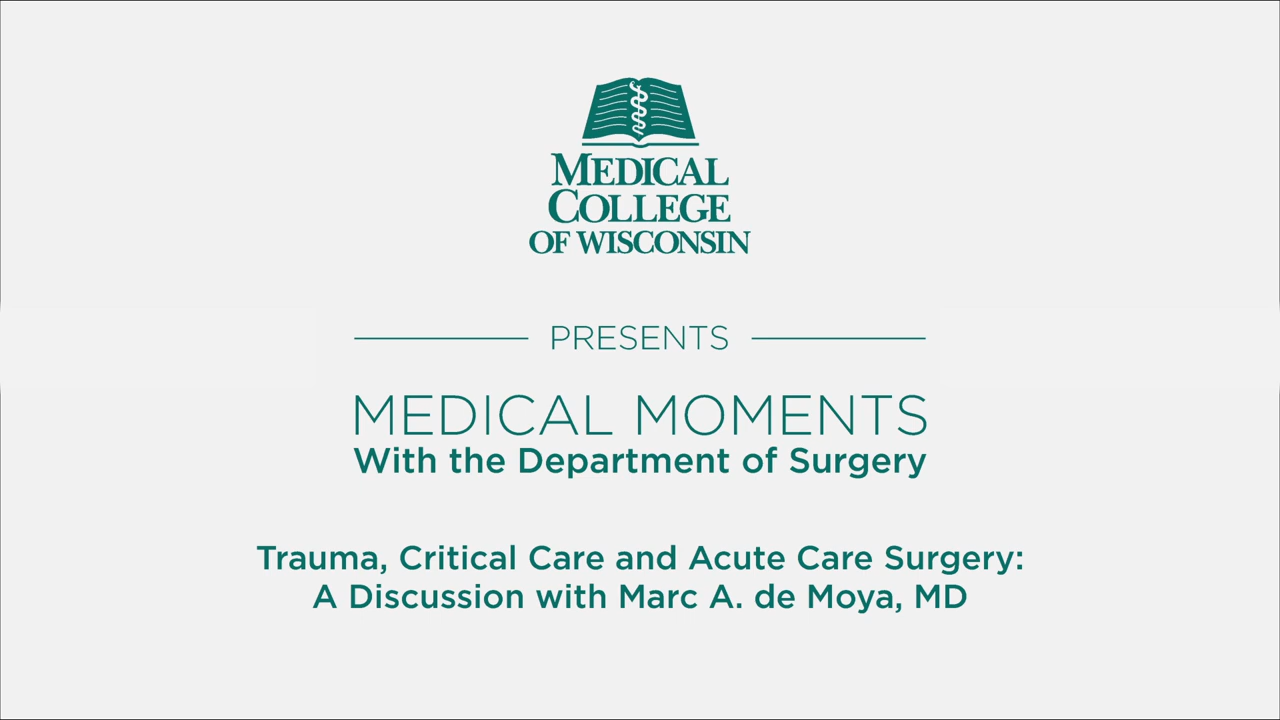 MEDICAL
COLLEGE
OF WISCONSIN
PRESENTS
MEDICAL MOMENTS
With the Department of Surgery
Trauma, Critical Care and Acute Care Surgery:
A Discussion with Marc A. de Moya, MD